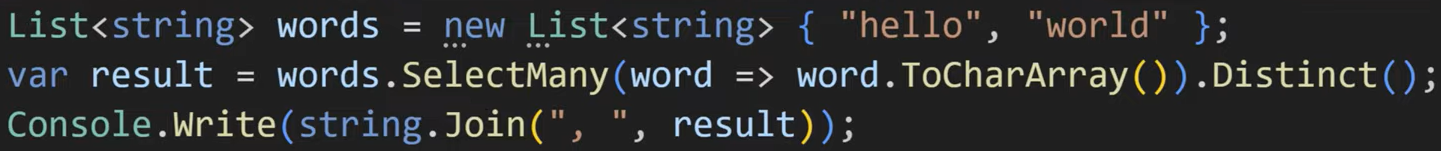 List<string> words = new List<string> { "hello", "world" };
var result = words.SelectMany(word => word.ToCharArray()).Distinct();
Console.Write(string.Join(", ", result));